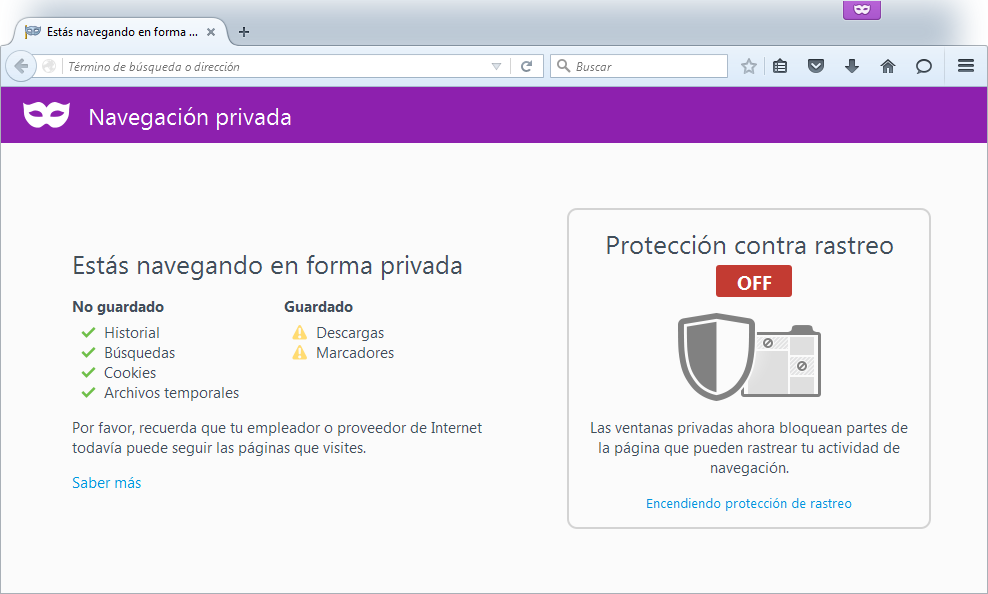 Estás navegando en forma ...
Término de búsqueda o dirección
Buscar
Navegación privada
Estás navegando en forma privada
No guardado
Historial
Búsquedas
Cookies
Archivos temporales
Guardado
Descargas
Marcadores
Por favor, recuerda que tu empleador o proveedor de Internet
todavía puede seguir las páginas que visites.
Saber más
Protección contra rastreo
OFF
Las ventanas privadas ahora bloquean partes de
la página que pueden rastrear tu actividad de
navegación.
Encendiendo protección de rastreo